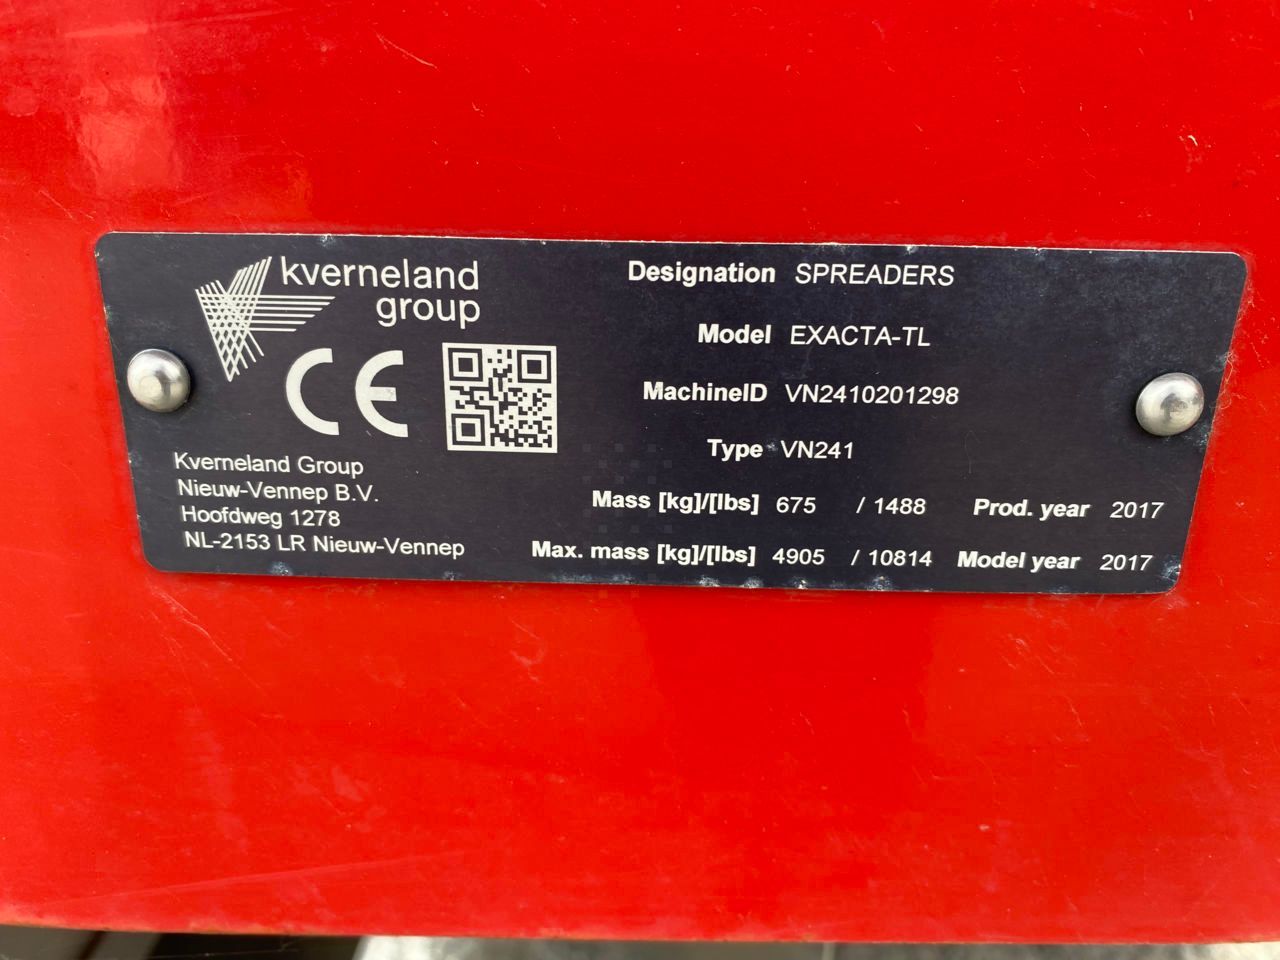 kverneland
group
CE
Kverneland Group
Nieuw-Vennep B.V.
Hoofdweg 1278
NL-2153 LR Nieuw-Vennep
Designation SPREADERS
Model EXACTA-TL
MachineID VN2410201298
Type VN241
Mass [kg]/[lbs] 675 / 1488 Prod. year 2017
Max. mass [kg]/[lbs] 4905 / 10814 Model year 2017